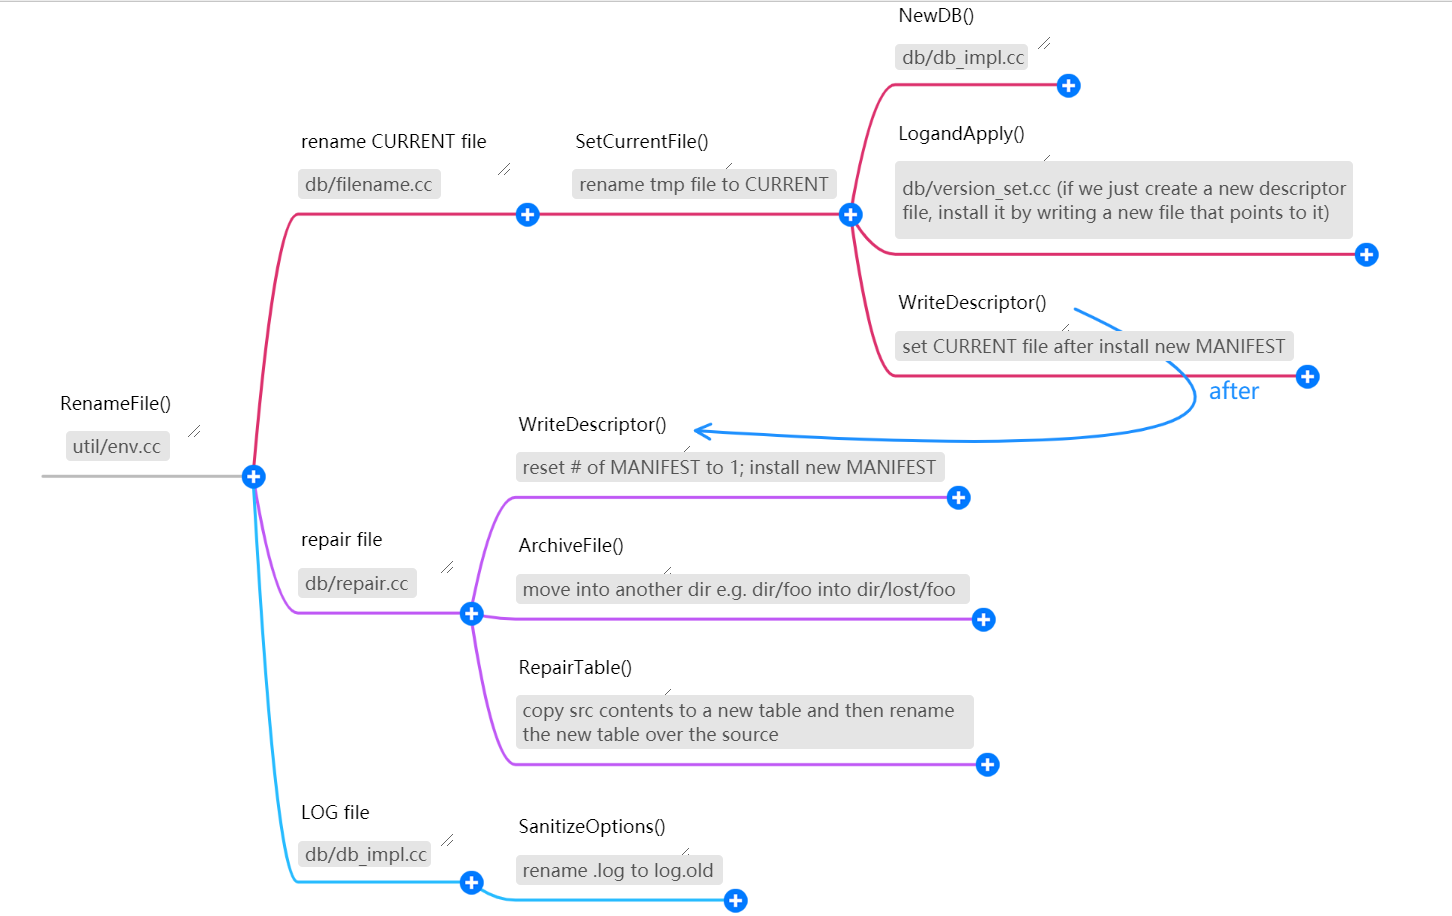 RenameFile()
util/env.cc
rename CURRENT file
db/filename.cc
SetCurrentFile()
rename tmp file to CURRENT
NewDB()
db/db_impl.cc
LogandApply()
db/version_set.cc (if we just create a new descriptor
file, install it by writing a new file that points to it)
WriteDescriptor()
set CURRENT file after install new MANIFEST
after
repair file
db/repair.cc
WriteDescriptor()
reset # of MANIFEST to 1; install new MANIFEST
ArchiveFile()
move into another dir e.g. dir/foo into dir/lost/foo
RepairTable()
copy src contents to a new table and then rename
the new table over the source
LOG file
db/db_impl.cc
SanitizeOptions()
rename .log to log.old